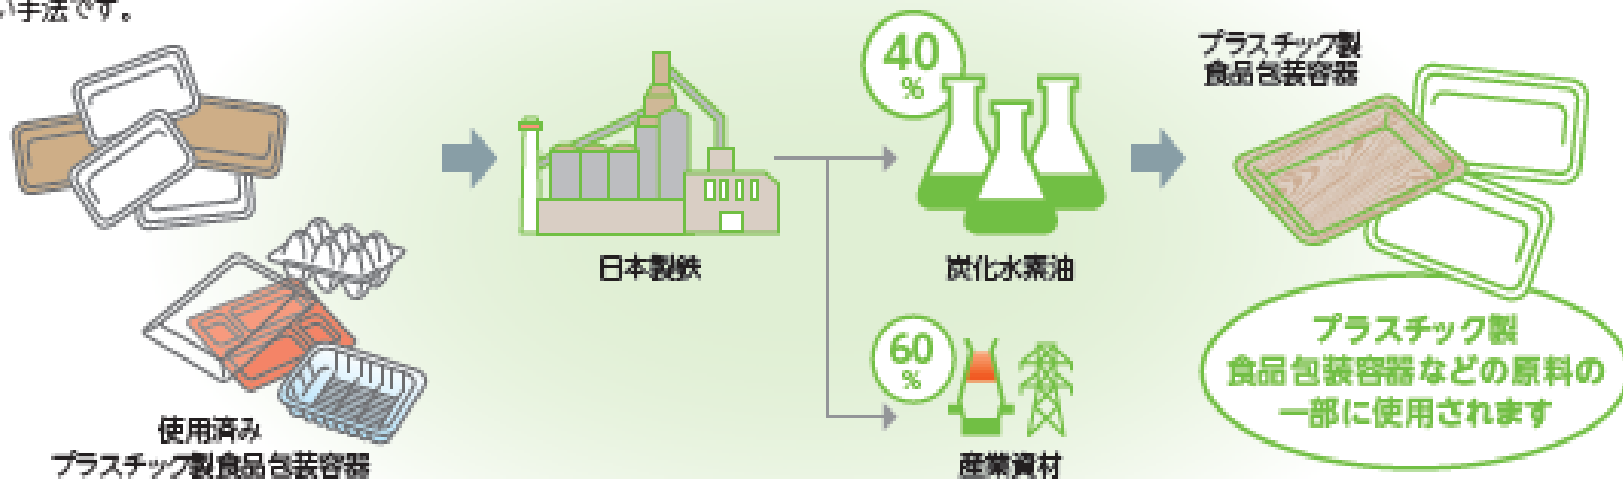 い手法です。
使用済み
プラスチック製食品包装容器
日本製鉄
40
%
炭化水素油
60
%
産業資材
プラスチック製
食品包装容器
プラスチック製
食品包装容器などの原料の
一部に使用されます